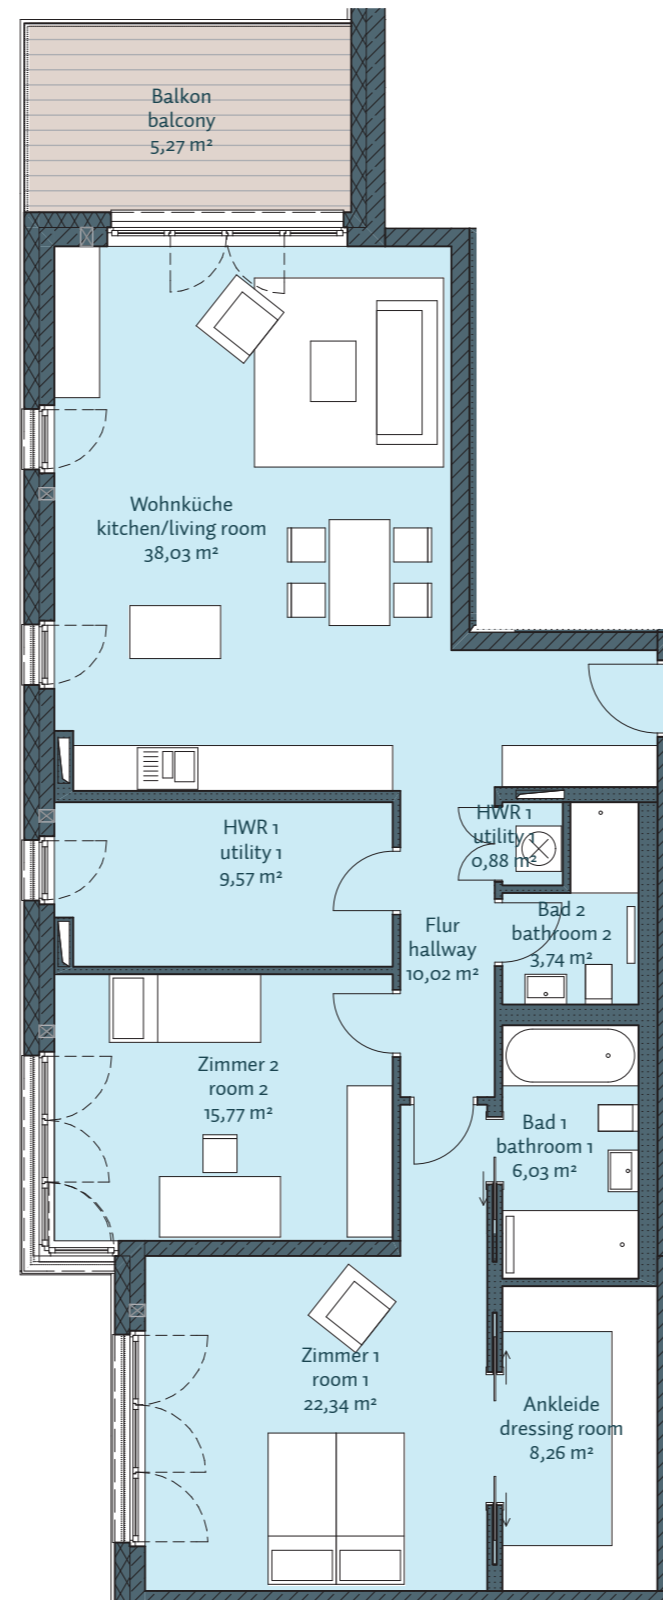 Balkon
balcony
5,27 m²
Wohnküche
kitchen/living room
38,03 m²
HWR 1
utility 1
9,57 m²
HWR 1
utility 1
0,88 m²
Flur
hallway
10,02 m²
Bad 2
bathroom 2
3,74 m²
Zimmer 2
room 2
15,77 m²
Bad 1
bathroom 1
6,03 m²
Zimmer 1
room 1
22,34 m²
Ankleide
dressing room
8,26 m²